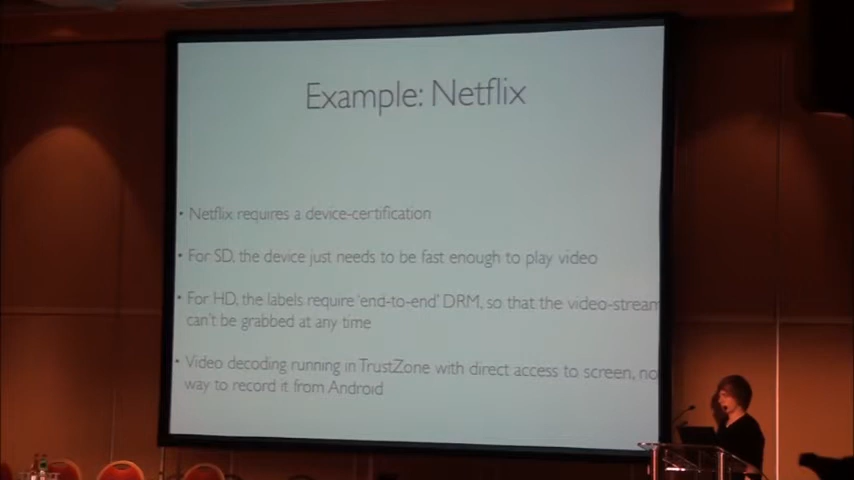 Example: Netflix
• Netflix requires a device-certification
• For SD, the device just needs to be fast enough to play video
• For HD, the labels require 'end-to-end' DRM, so that the video-stream
can't be grabbed at any time
• Video decoding running in TrustZone with direct access to screen, no
way to record it from Android